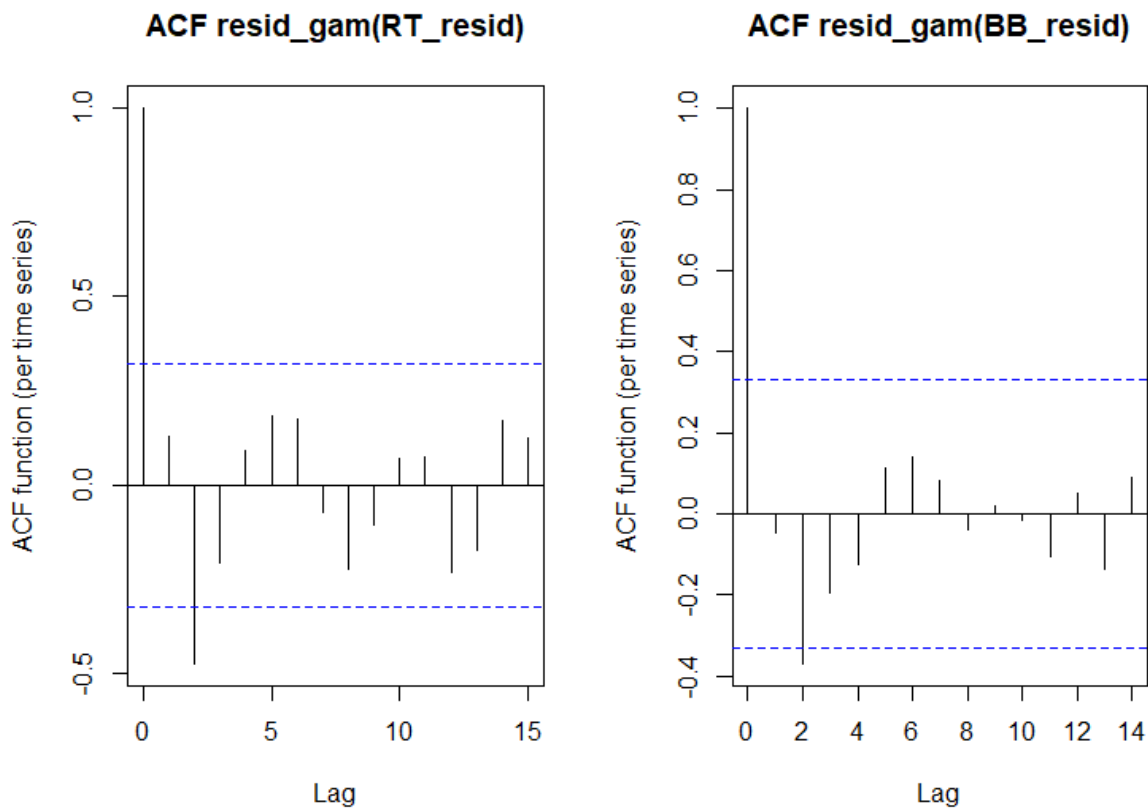 ACF resid_gam(RT_resid)
ACF function (per time series)
1.0
0.5
0.0
-0.5
0 5 10 15
Lag
ACF resid_gam(BB_resid)
ACF function (per time series)
1.0
0.8
0.6
0.4
0.2
0.0
-0.2
-0.4
0 2 4 6 8 10 12 14
Lag